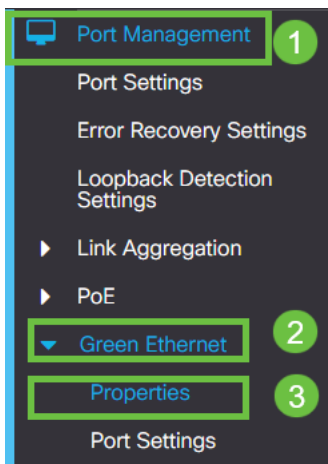 Port Management
1
Port Settings
Error Recovery Settings
Loopback Detection
Settings
Link Aggregation
PoE
Green Ethernet
2
Properties
3
Port Settings